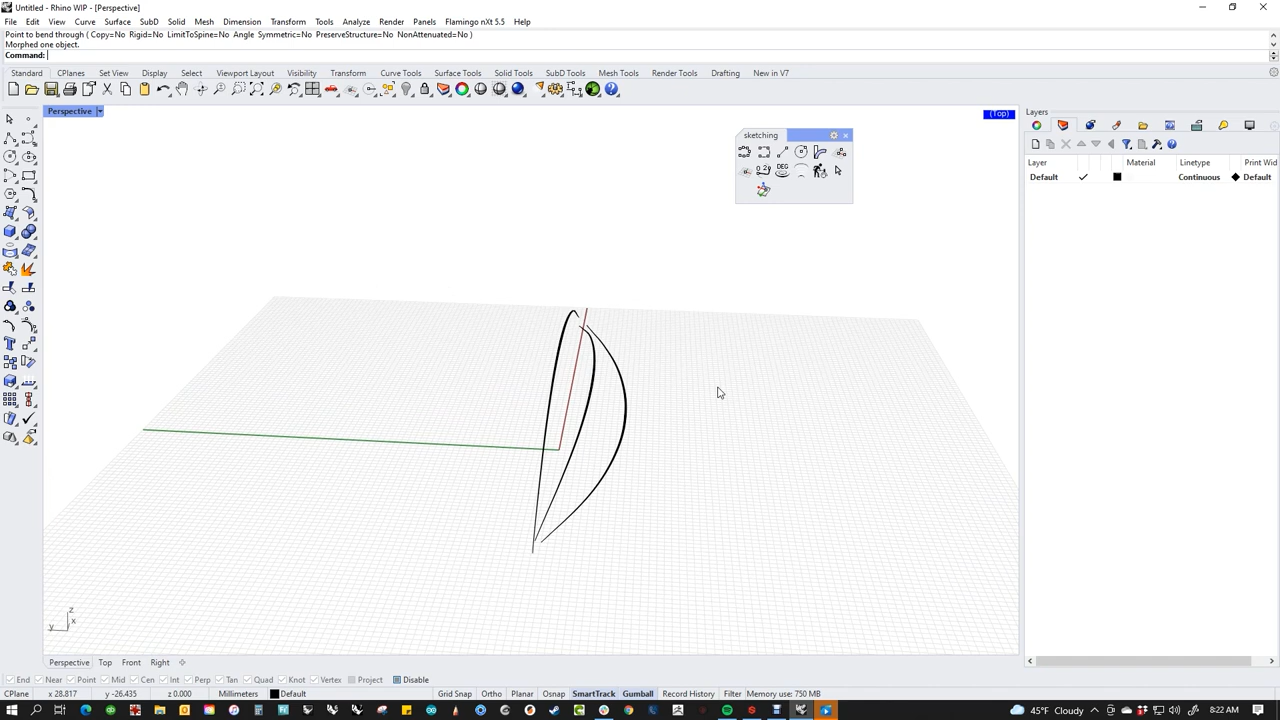 Untitled - Rhino WIP - [Perspective]
File Edit View Curve Surface SubD Solid Mesh Dimension Transform Tools Analyze Render Panels Flamingo nXt 5.5 Help
Point to bend through ( Copy=No Rigid=No LimitToSpine=No Angle Symmetric=No PreserveStructure=No NonAttenuated=No )
Morphed one object.
Command:
Standard CPlanes Set View Display Select Viewport Layout Visibility Transform Curve Tools Surface Tools Solid Tools SubD Tools Mesh Tools Render Tools Drafting New in V7
Perspective
(Top)
Layers
sketching
DEG
Layer Material Linetype Print Wid
Default Continuous Default
z
x
y
Perspective Top Front Right
End Near Point Mid Cen Int Perp Tan Quad Knot Vertex Project Disable
CPlane x 28.817 y -26.435 z 0.000 Millimeters Default Grid Snap Ortho Planar Osnap SmartTrack Gumball Record History Filter Memory use: 750 MB
45°F Cloudy 8:22 AM